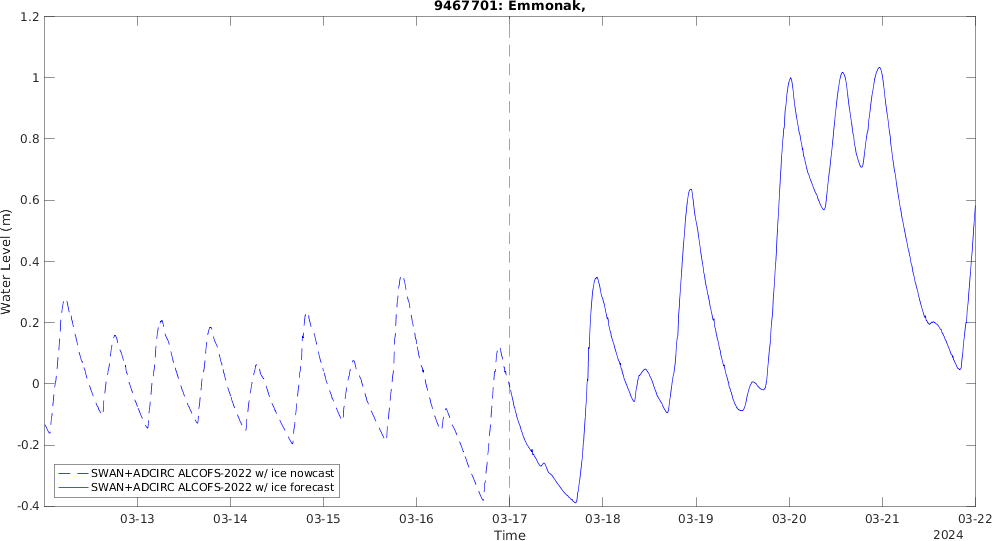 9467701: Emmonak,
1.2
1
0.8
0.6
0.4
0.2
0
-0.2
-0.4
Water Level (m)
SWAN+ADCIRC ALCOFS-2022 w/ ice nowcast
SWAN+ADCIRC ALCOFS-2022 w/ ice forecast
03-13 03-14 03-15 03-16 03-17 03-18 03-19 03-20 03-21 03-22
Time
2024